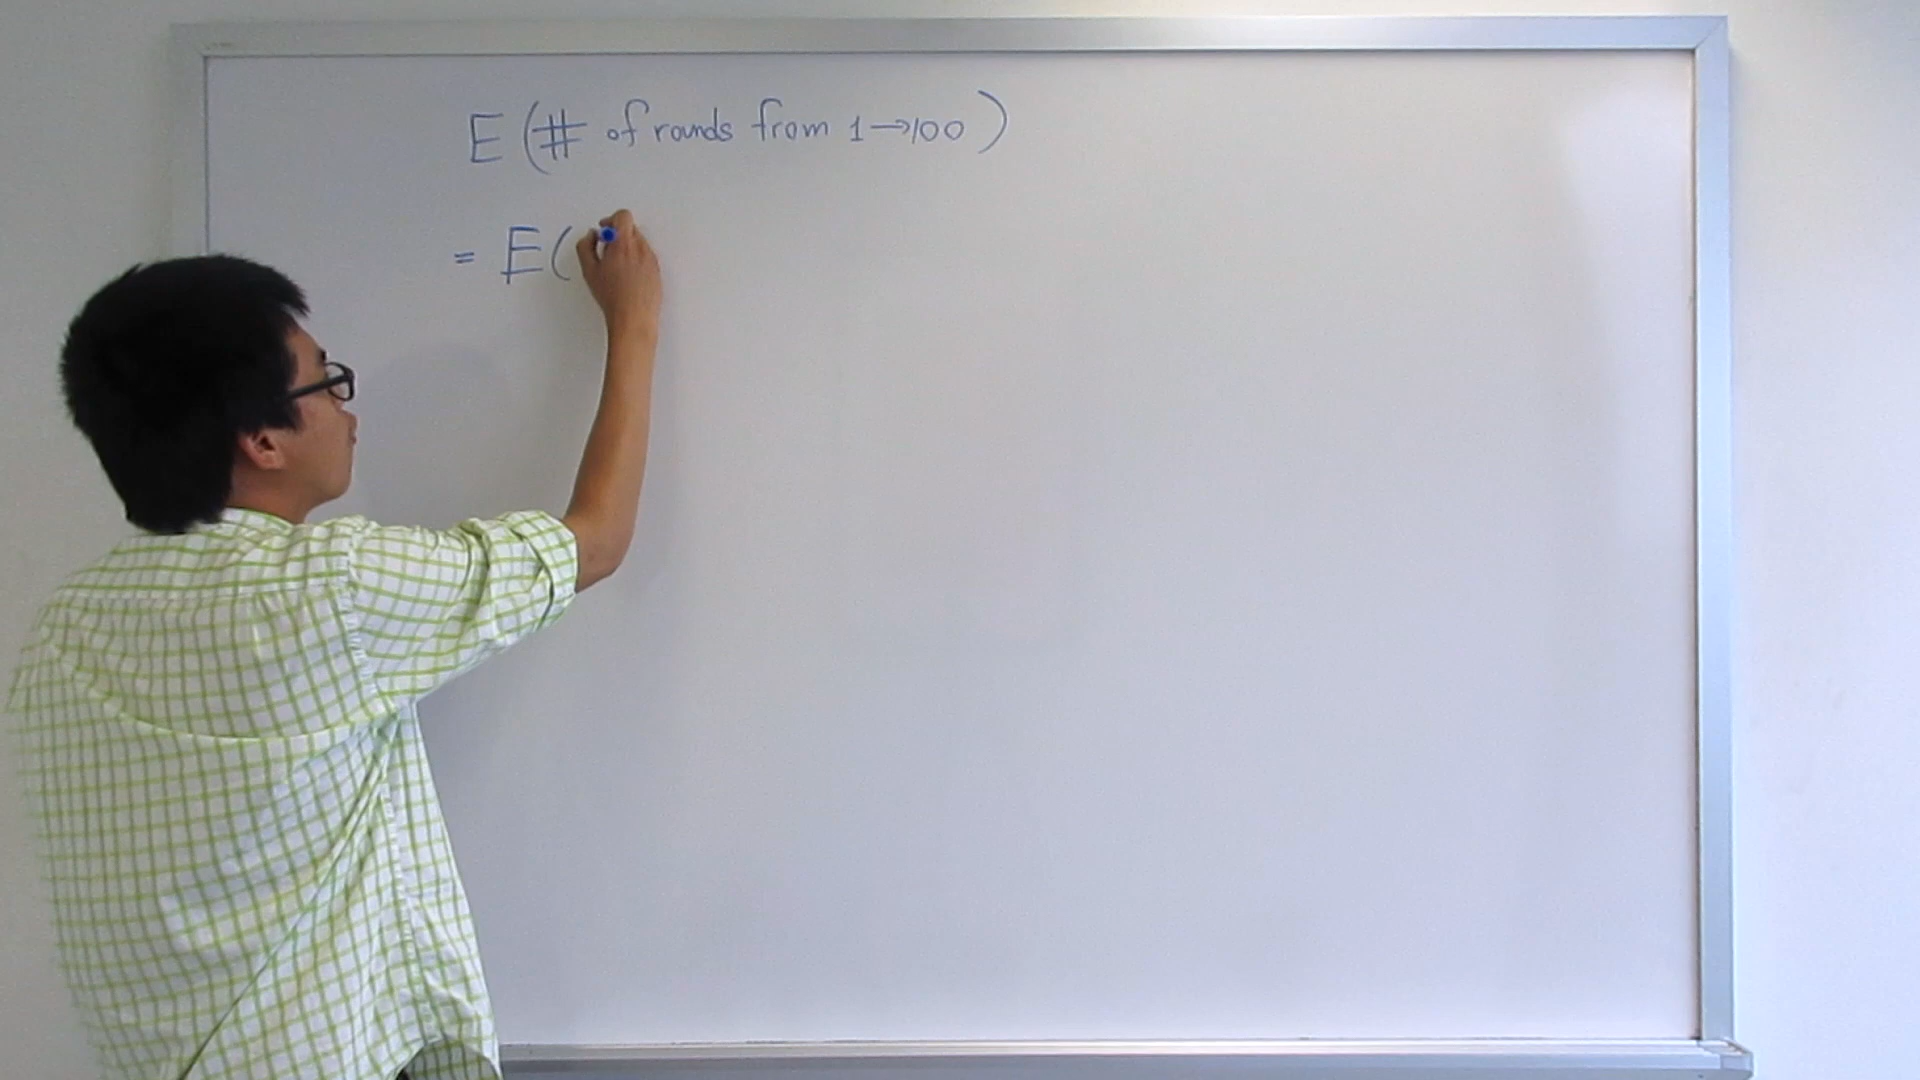 E (# of rounds from 1→100)
= E(